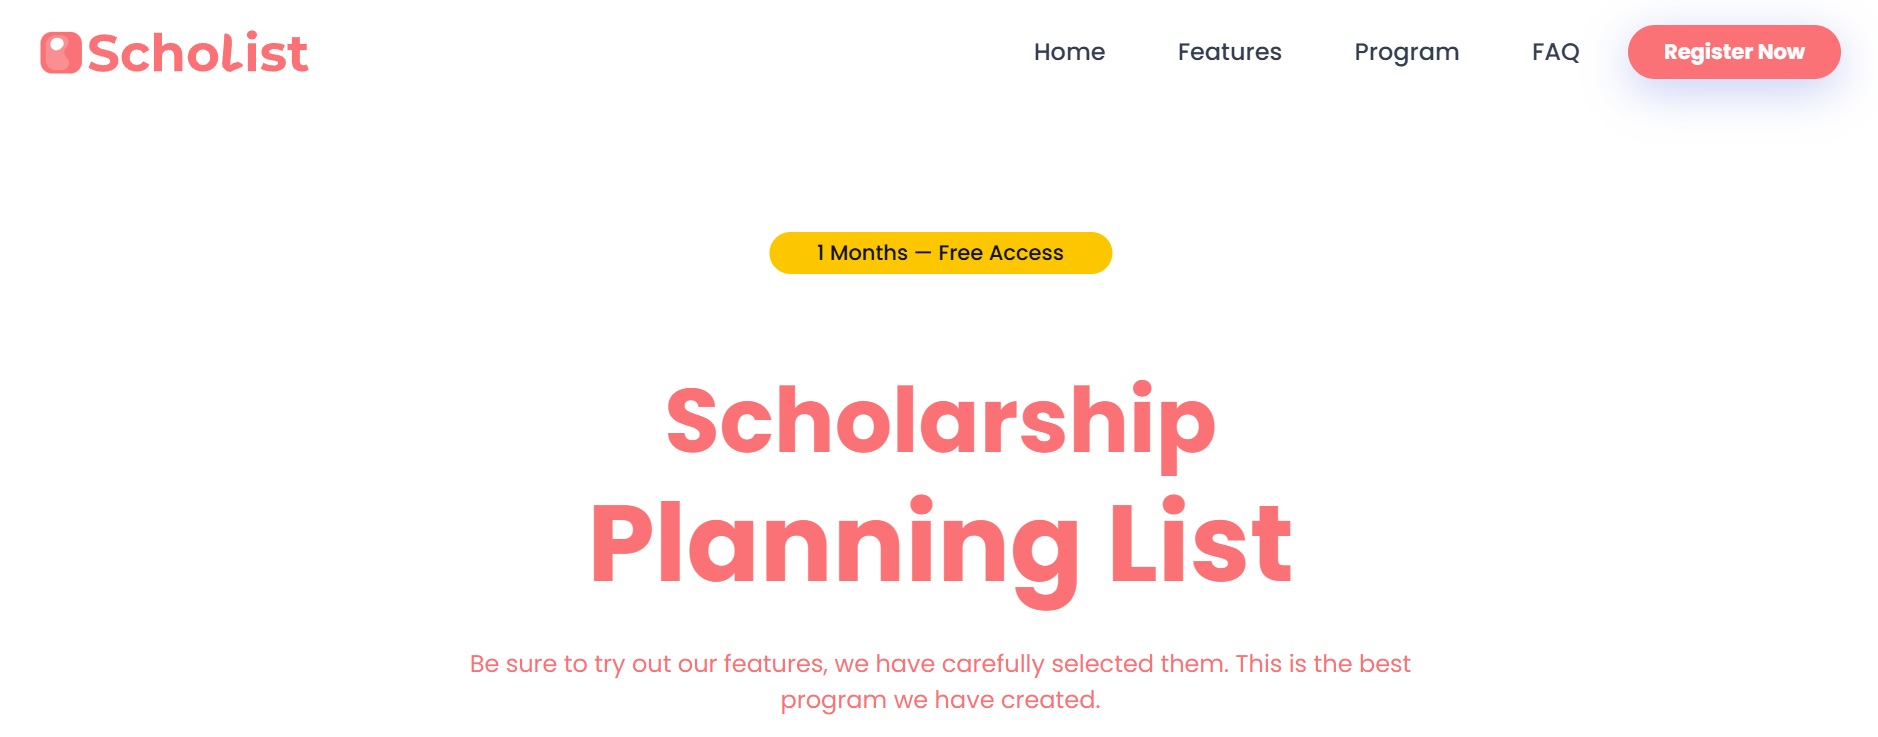 Scholist
Home Features Program FAQ Register Now
1 Months — Free Access
Scholarship
Planning List
Be sure to try out our features, we have carefully selected them. This is the best
program we have created.